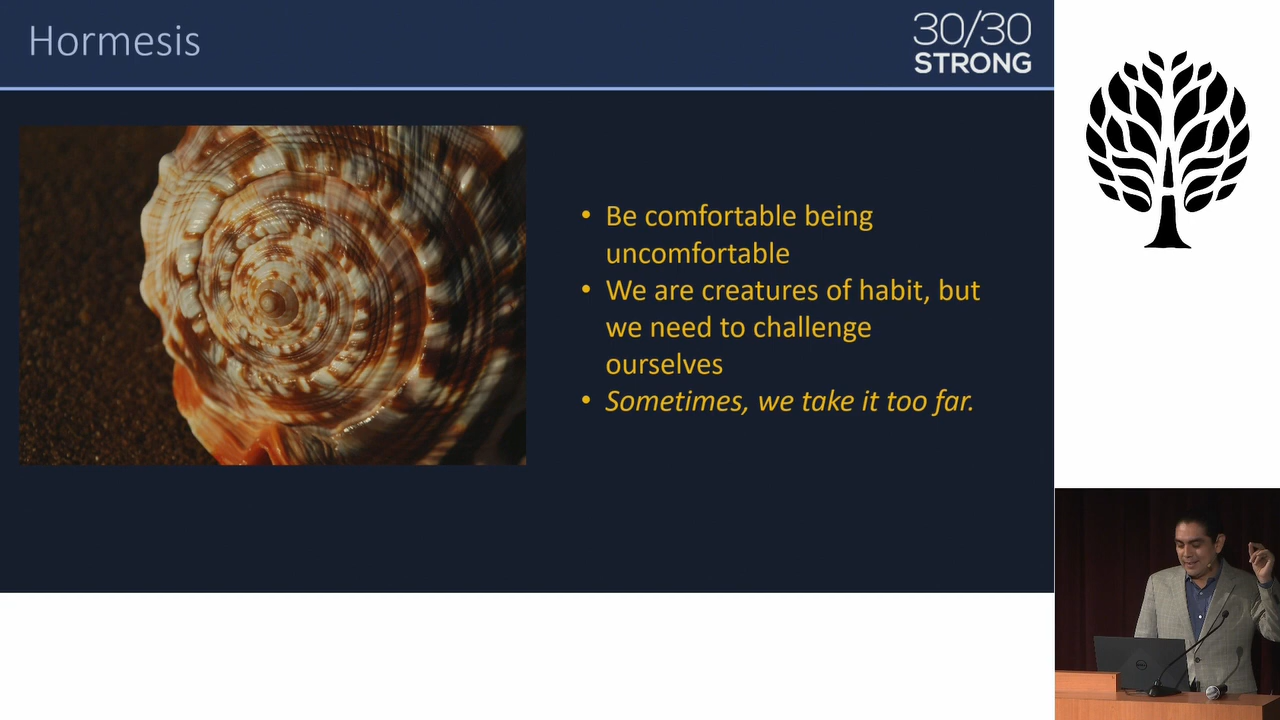 Hormesis
30/30
STRONG
• Be comfortable being
uncomfortable
• We are creatures of habit, but
we need to challenge
ourselves
• Sometimes, we take it too far.
DELL